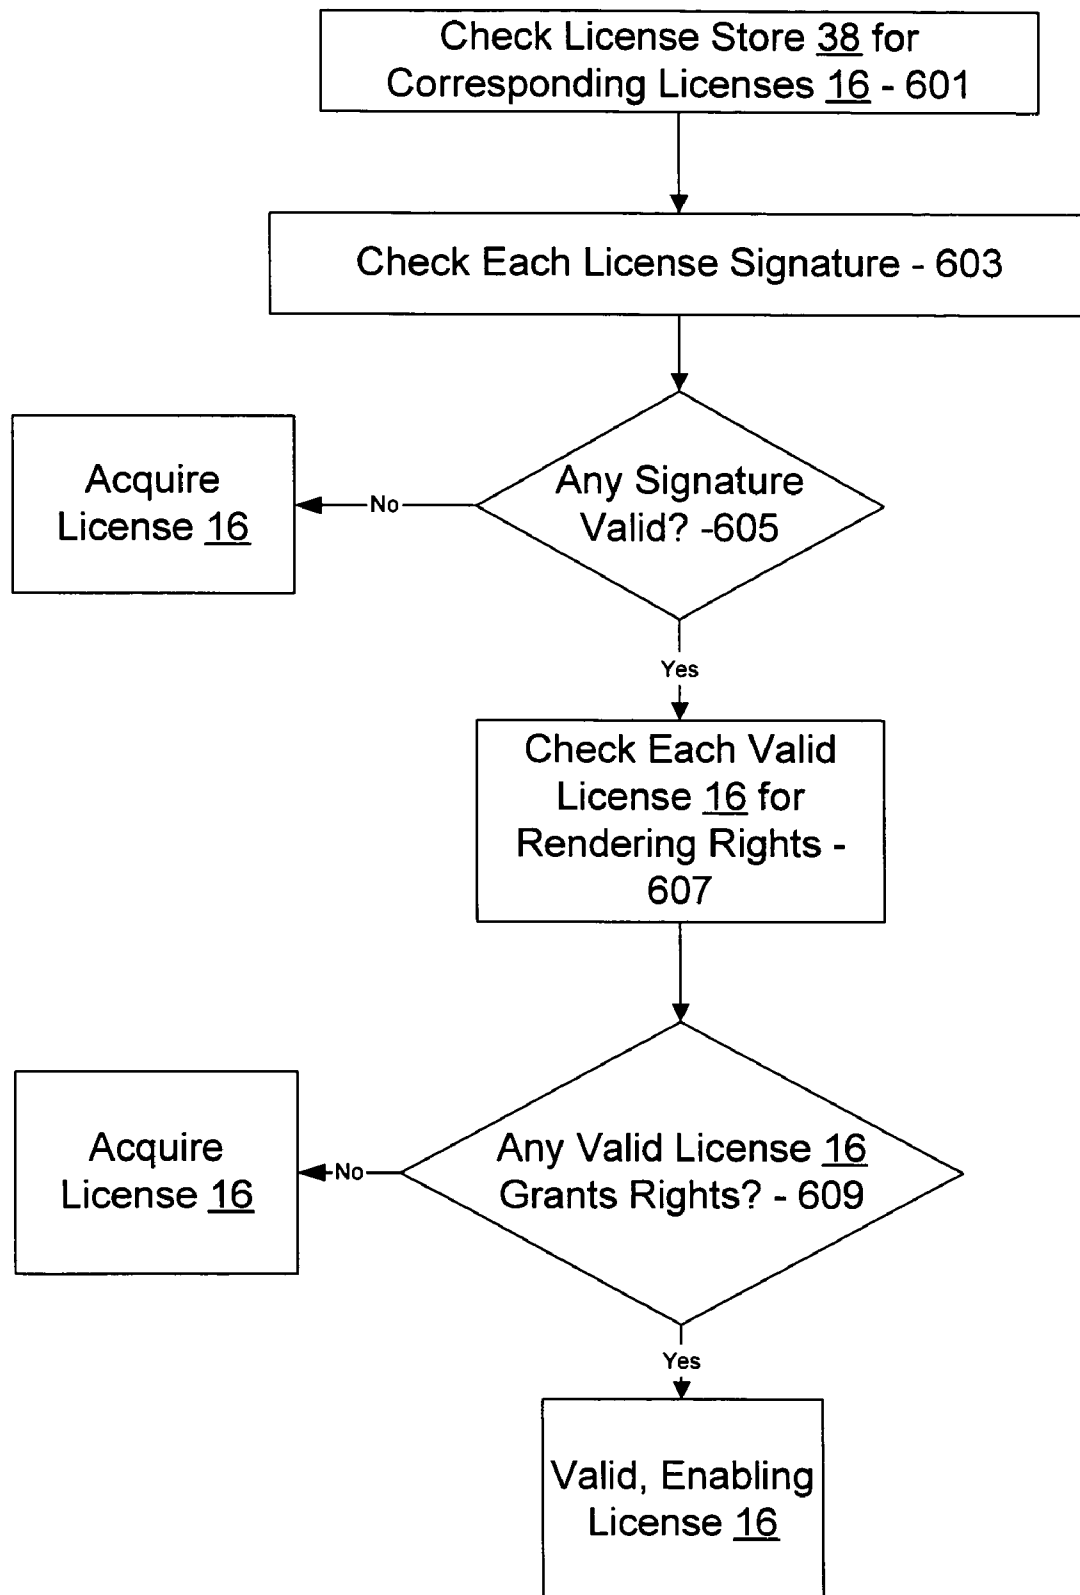 Check License Store 38 for
Corresponding Licenses 16 - 601
Check Each License Signature - 603
Any Signature
Valid? -605
No
Acquire
License 16
Yes
Check Each Valid
License 16 for
Rendering Rights -
607
Any Valid License 16
Grants Rights? - 609
No
Acquire
License 16
Yes
Valid, Enabling
License 16